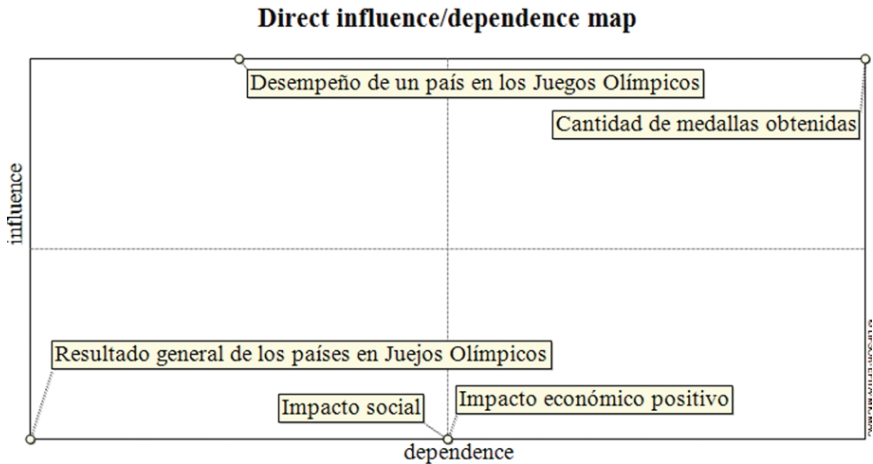 Direct influence/dependence map
Desempeño de un país en los Juegos Olímpicos
Cantidad de medallas obtenidas
influence
Resultado general de los países en Juejos Olímpicos
Impacto social
Impacto económico positivo
dependence